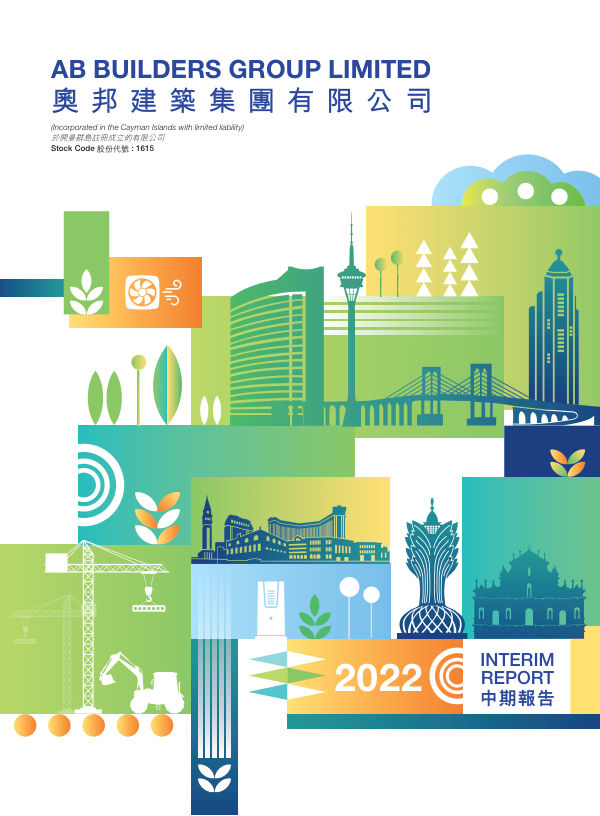 AB BUILDERS GROUP LIMITED
奧邦建築集團有限公司
(Incorporated in the Cayman Islands with limited liability)
於開曼群島註冊成立的有限公司
Stock Code 股份代號 : 1615
2022
INTERIM
REPORT
中期報告